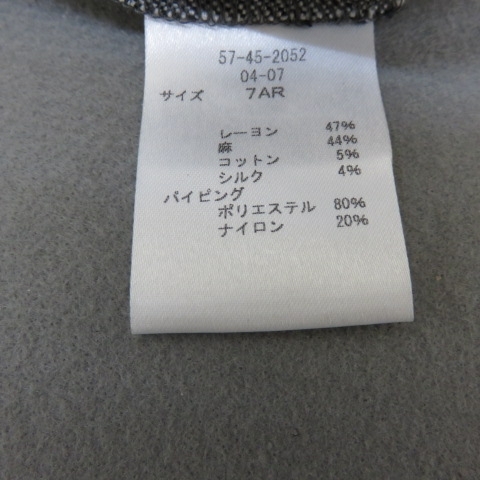 57-45-2052
04-07
サイズ 7AR
レーヨン 47%
麻 44%
コットン 5%
シルク 4%
パイピング
ポリエステル 80%
ナイロン 20%